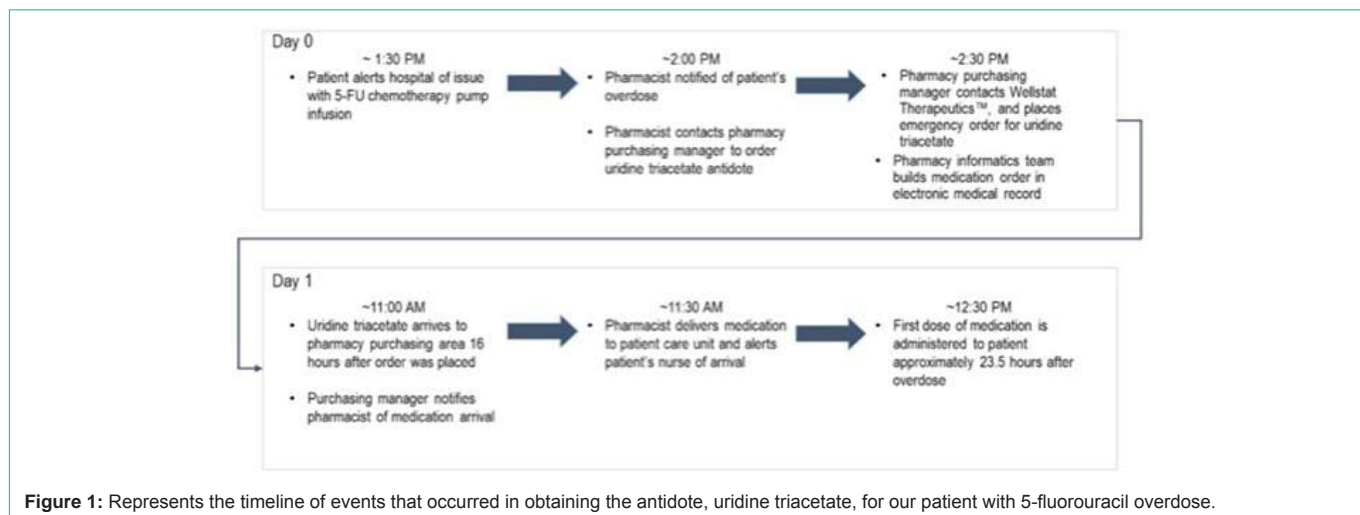 Day 0
~ 1:30 PM
• Patient alerts hospital of issue
with 5-FU chemotherapy pump
infusion
~2:00 PM
• Pharmacist notified of patient's
overdose
• Pharmacist contacts pharmacy
purchasing manager to order
uridine triacetate antidote
~2:30 PM
• Pharmacy purchasing
manager contacts Wellstat
Therapeutics™, and places
emergency order for uridine
triacetate
• Pharmacy informatics team
builds medication order in
electronic medical record
Day 1
~11:00 AM
• Uridine triacetate arrives to
pharmacy purchasing area 16
hours after order was placed
• Purchasing manager notifies
pharmacist of medication arrival
~11:30 AM
• Pharmacist delivers medication
to patient care unit and alerts
patient's nurse of arrival
~12:30 PM
• First dose of medication is
administered to patient
approximately 23.5 hours after
overdose
Figure 1: Represents the timeline of events that occurred in obtaining the antidote, uridine triacetate, for our patient with 5-fluorouracil overdose.